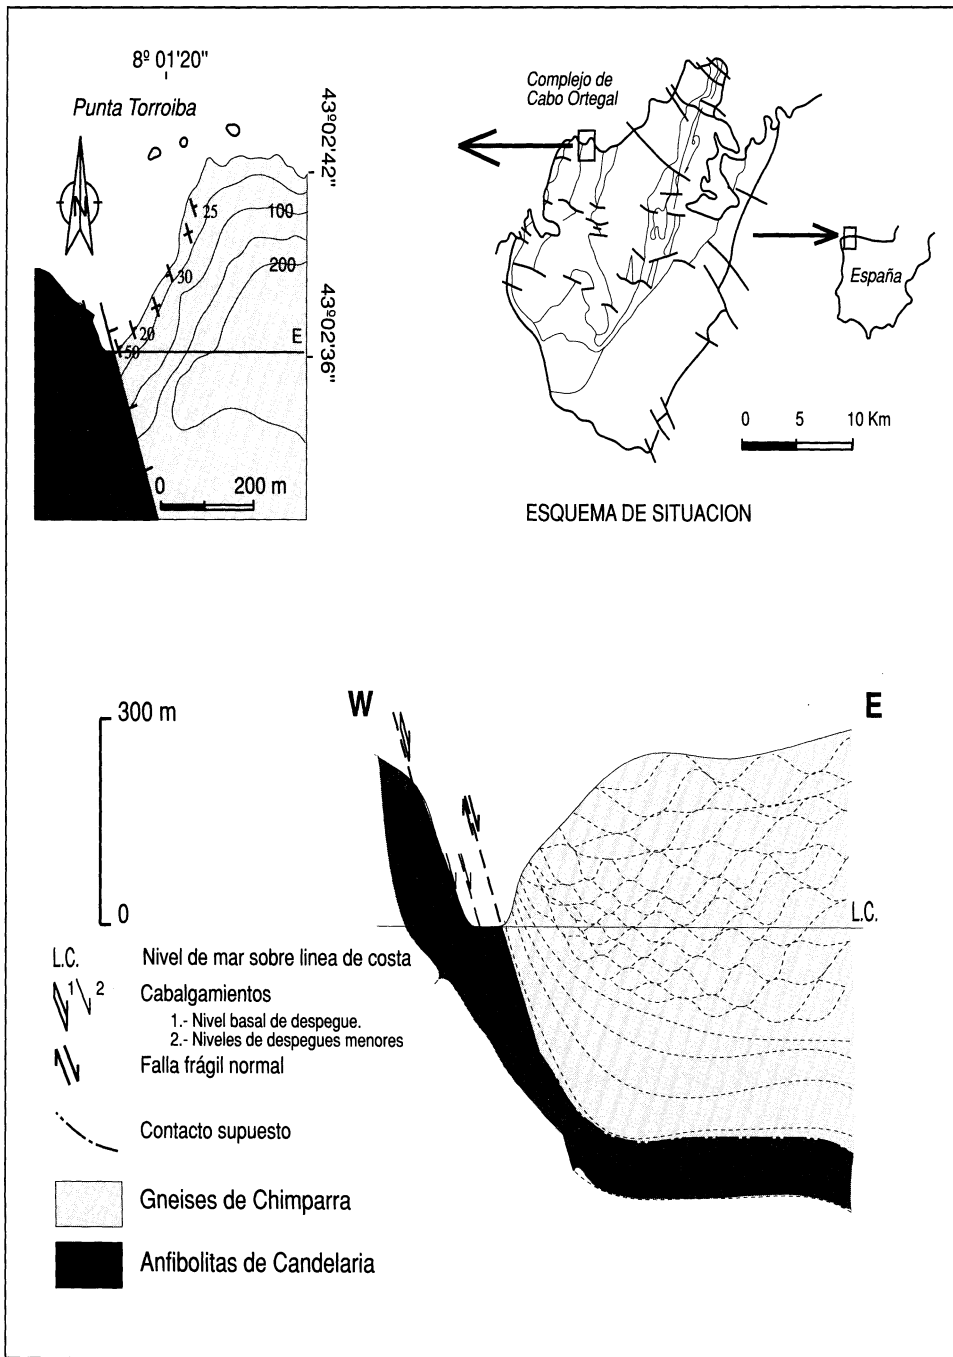 8º 01'20"
Punta Torroiba
43º02'42"
N
25
100
30
200
20
50
E
43º02'36"
0 200 m
Complejo de
Cabo Ortegal
España
0 5 10 Km
ESQUEMA DE SITUACION
300 m
0
W
E
L.C.
L.C. Nivel de mar sobre linea de costa
1 2 Cabalgamientos
1.- Nivel basal de despegue.
2.- Niveles de despegues menores
Falla frágil normal
Contacto supuesto
Gneises de Chimparra
Anfibolitas de Candelaria